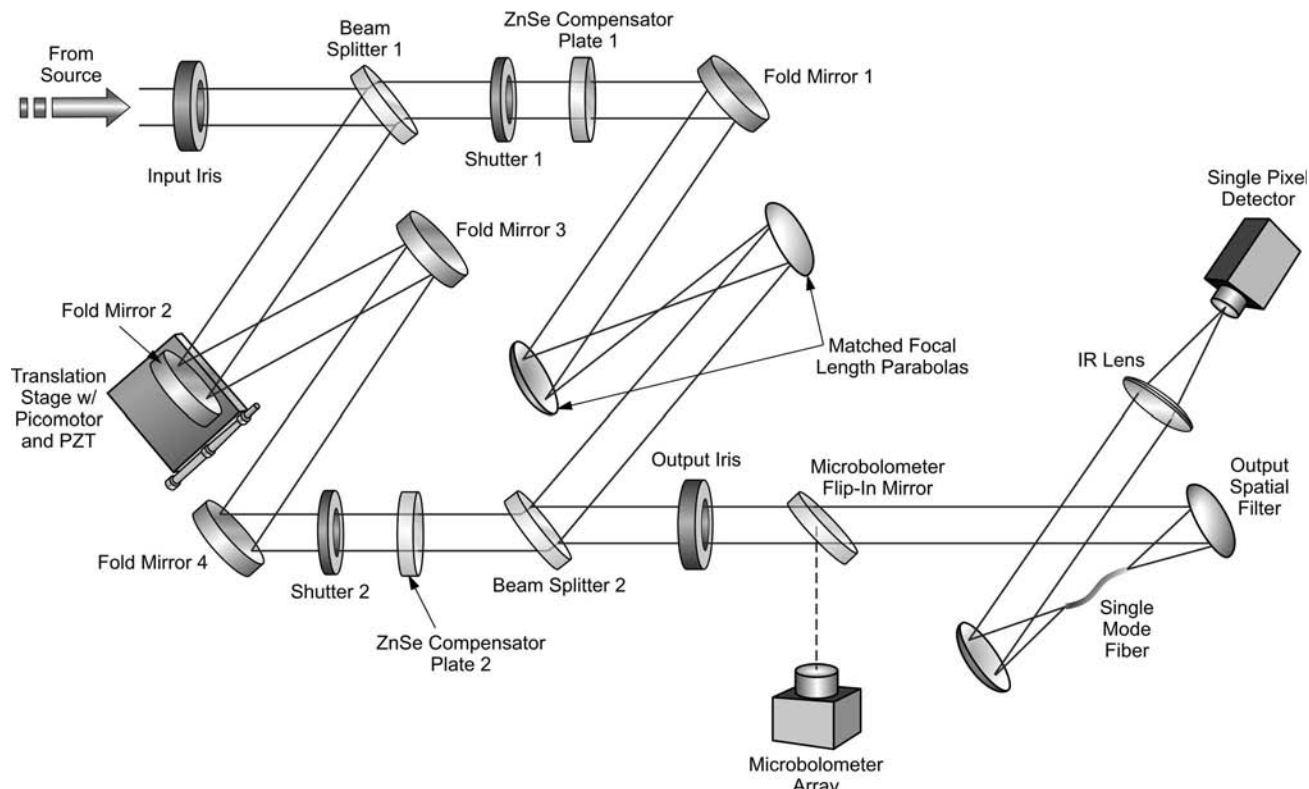 From
Source
Beam
Splitter 1
ZnSe Compensator
Plate 1
Fold Mirror 1
Input Iris
Shutter 1
Single Pixel
Detector
Fold Mirror 3
Fold Mirror 2
Translation
Stage w/
Picomotor
and PZT
Matched Focal
Length Parabolas
IR Lens
Output Iris
Microbolometer
Flip-In Mirror
Output
Spatial
Filter
Fold Mirror 4
Shutter 2
Beam Splitter 2
ZnSe Compensator
Plate 2
Single
Mode
Fiber
Microbolometer
Array